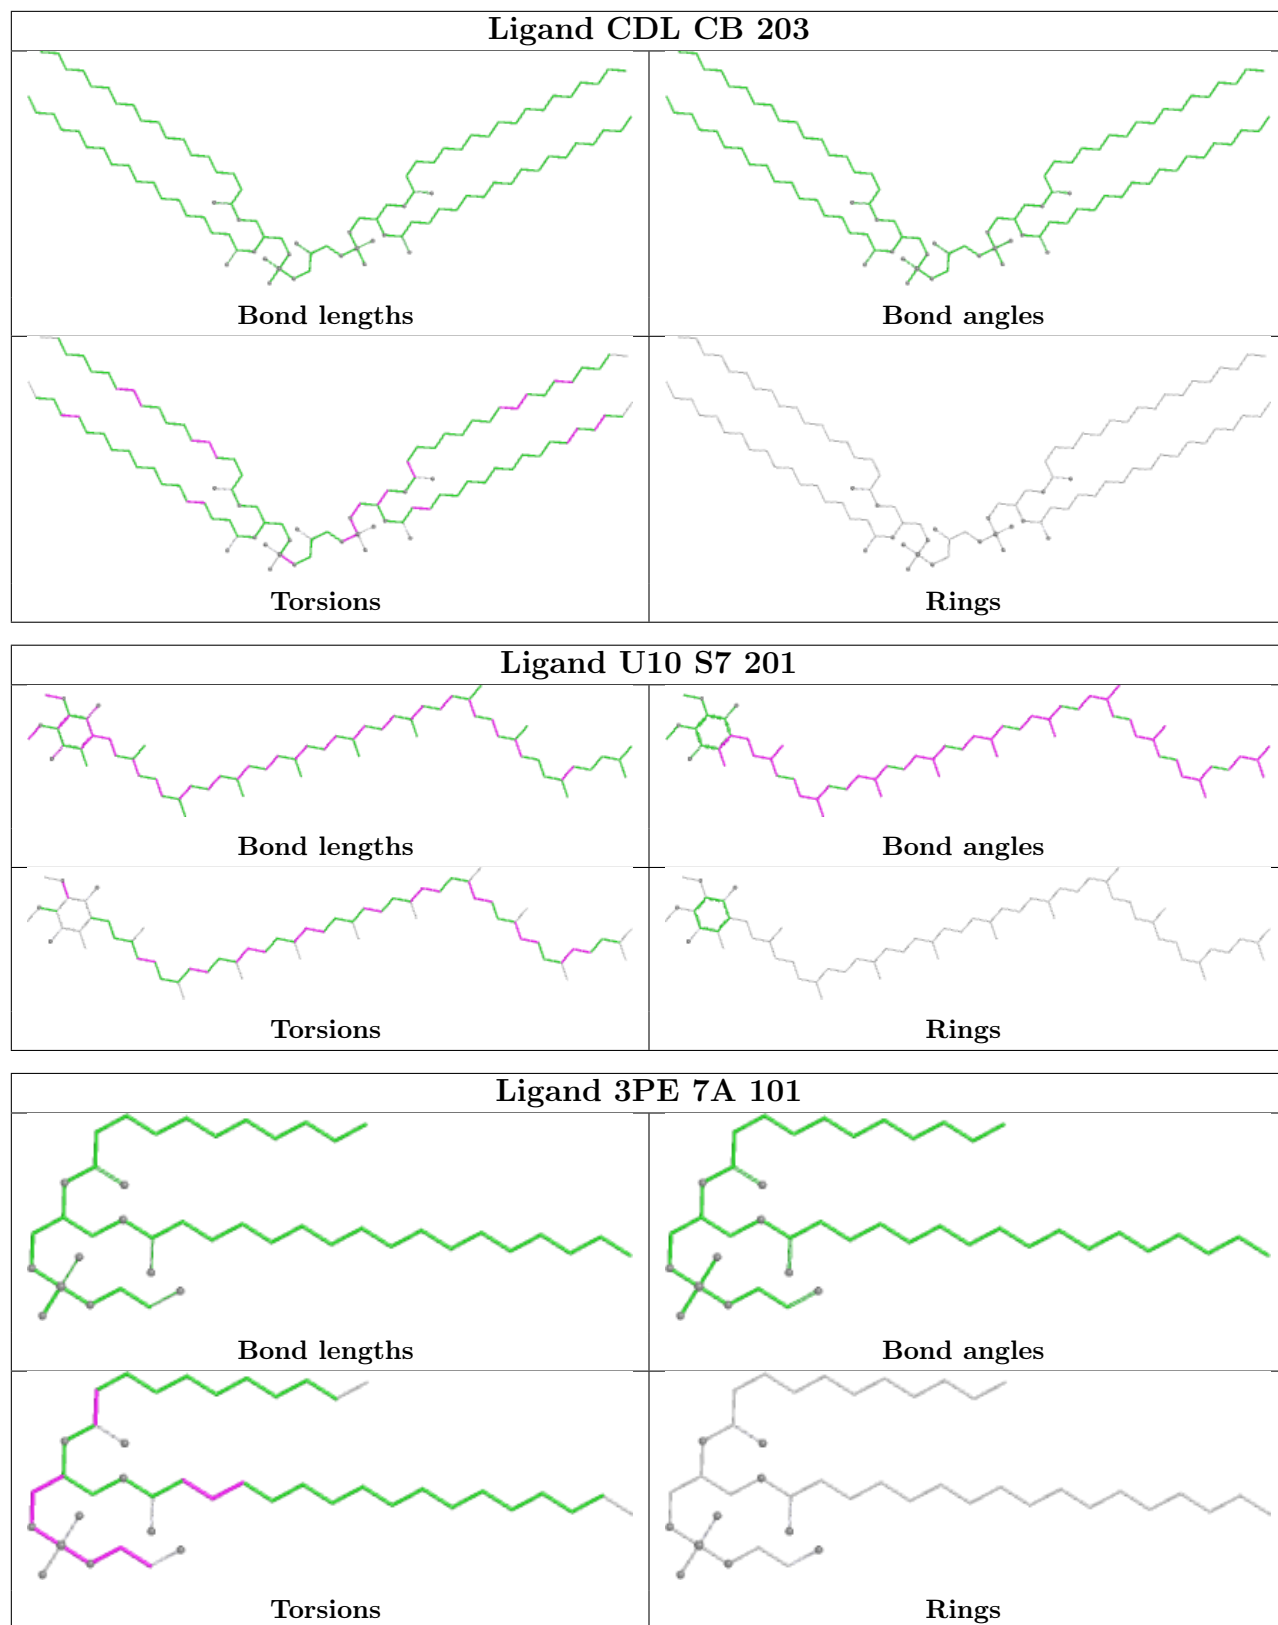 Ligand CDL CB 203
Bond lengths
Bond angles
Torsions
Rings
Ligand U10 S7 201
Bond lengths
Bond angles
Torsions
Rings
Ligand 3PE 7A 101
Bond lengths
Bond angles
Torsions
Rings